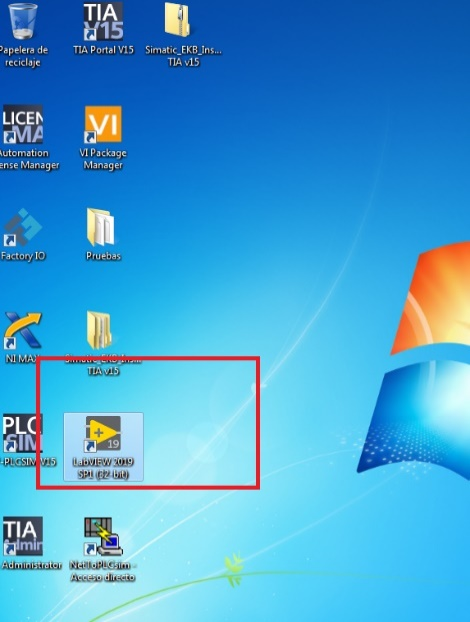 TIA
V15
Papelera de
reciclaje
TIA Portal V15
Simatic_EKB_Ins...
TIA v15
LICEN
MA
VI
Automation
ense Manager
VI Package
Manager
Factory IO
Pruebas
NI MAX
Simatic_EKB_Ins...
TIA v15
PLC
SIM
19
-PLCSIM V15
LabVIEW 2019
SP1 (32-bit)
TIA
Admin
Administrator
NetToPLCsim -
Acceso directo